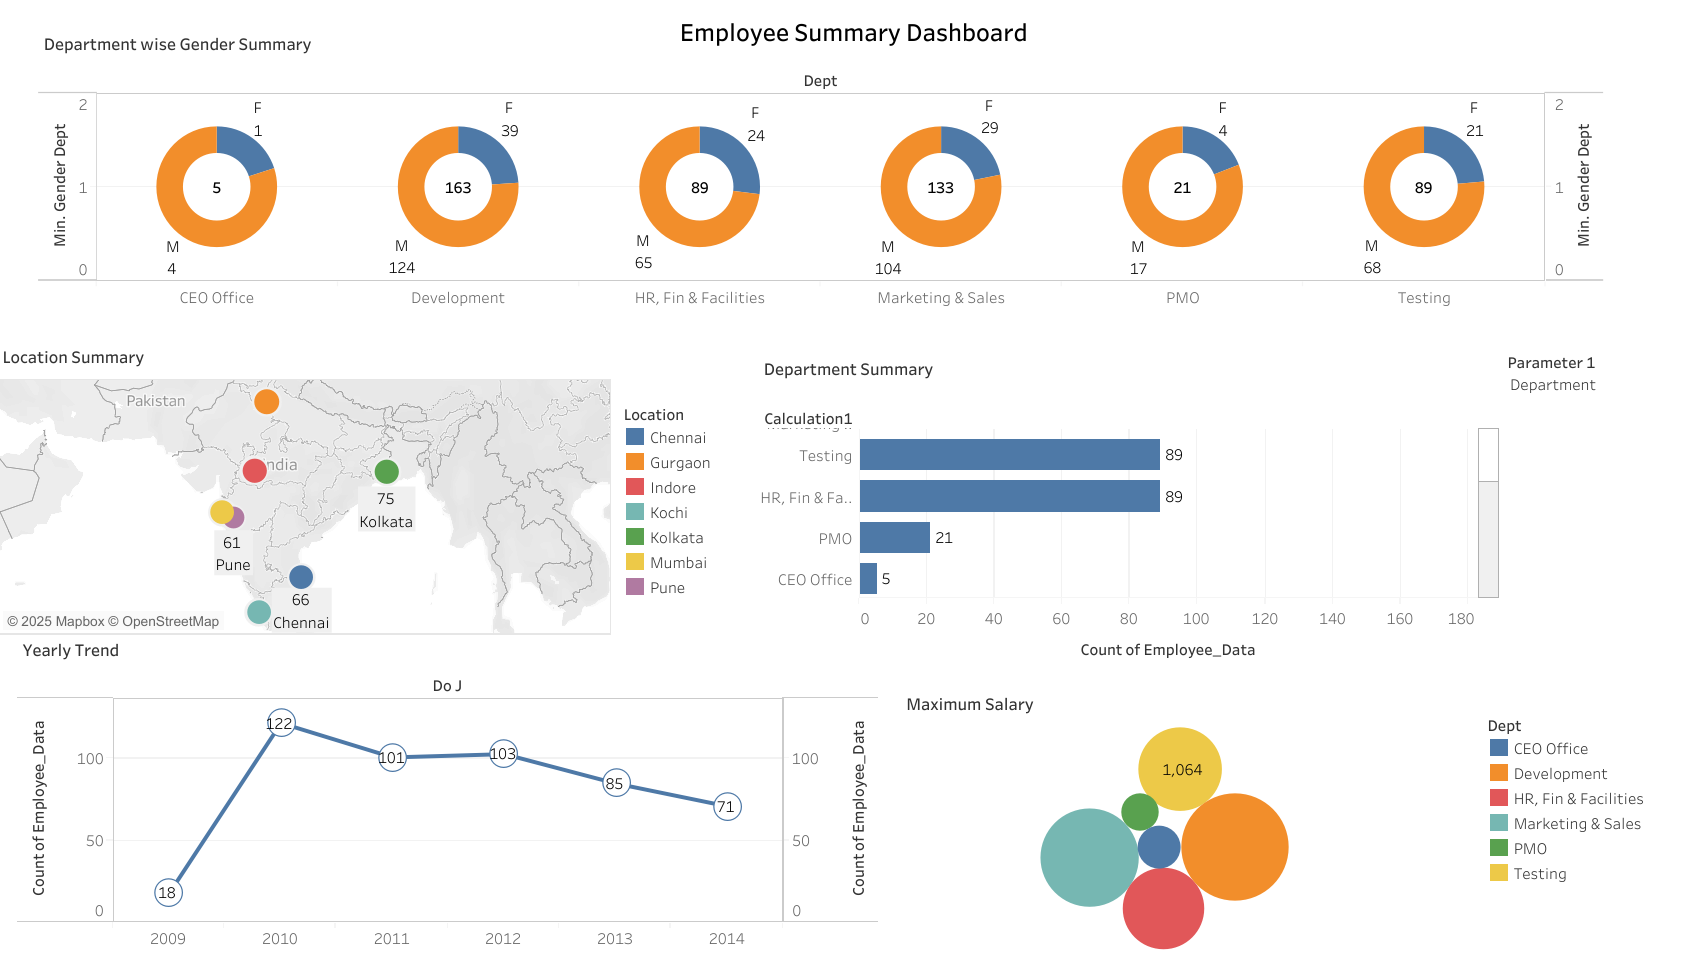 Employee Summary Dashboard
Department wise Gender Summary
Dept
Min. Gender Dept
2
1
0
F
1
5
M
4
F
39
163
M
124
F
24
89
M
65
F
29
133
M
104
F
4
21
M
17
F
21
89
M
68
2
1
0
Min. Gender Dept
CEO Office
Development
HR, Fin & Facilities
Marketing & Sales
PMO
Testing
Location Summary
Pakistan
ndia
75
Kolkata
61
Pune
66
Chennai
© 2025 Mapbox © OpenStreetMap
Location
Chennai
Gurgaon
Indore
Kochi
Kolkata
Mumbai
Pune
Department Summary
Parameter 1
Department
Calculation1
Testing
89
HR, Fin & Fa..
89
PMO
21
CEO Office
5
0 20 40 60 80 100 120 140 160 180
Count of Employee_Data
Yearly Trend
Do J
Count of Employee_Data
100
50
0
18
122
101
103
85
71
100
50
0
Count of Employee_Data
2009 2010 2011 2012 2013 2014
Maximum Salary
1,064
Dept
CEO Office
Development
HR, Fin & Facilities
Marketing & Sales
PMO
Testing